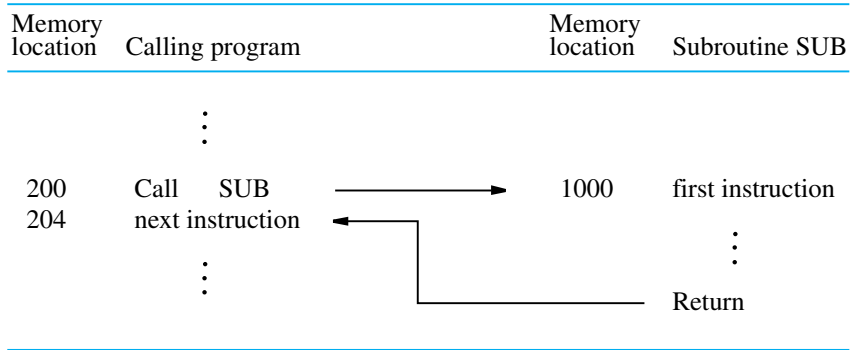 Memory location Calling program Memory location Subroutine SUB
200 Call SUB 1000 first instruction
204 next instruction
Return